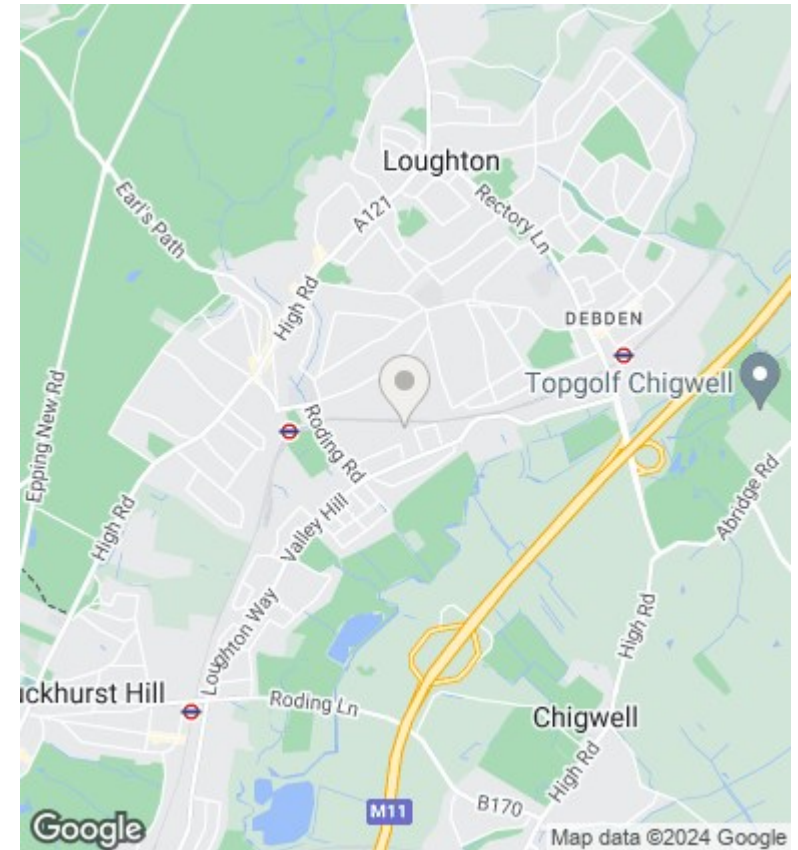 Loughton
Rectory Ln
A121
Earl's Path
High Rd
DEBDEN
Topgolf Chigwell
Epping New Rd
Roding Rd
Abridge Rd
High Rd
Valley Hill
Loughton Way
High Rd
uckhurst Hill
Roding Ln
Chigwell
High Rd
M11
B170
Google
Map data ©2024 Google